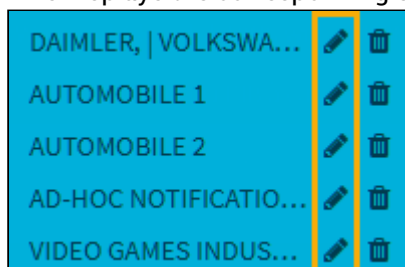 DAIMLER, | VOLKSWA...
AUTOMOBILE 1
AUTOMOBILE 2
AD-HOC NOTIFICATIO...
VIDEO GAMES INDUS...